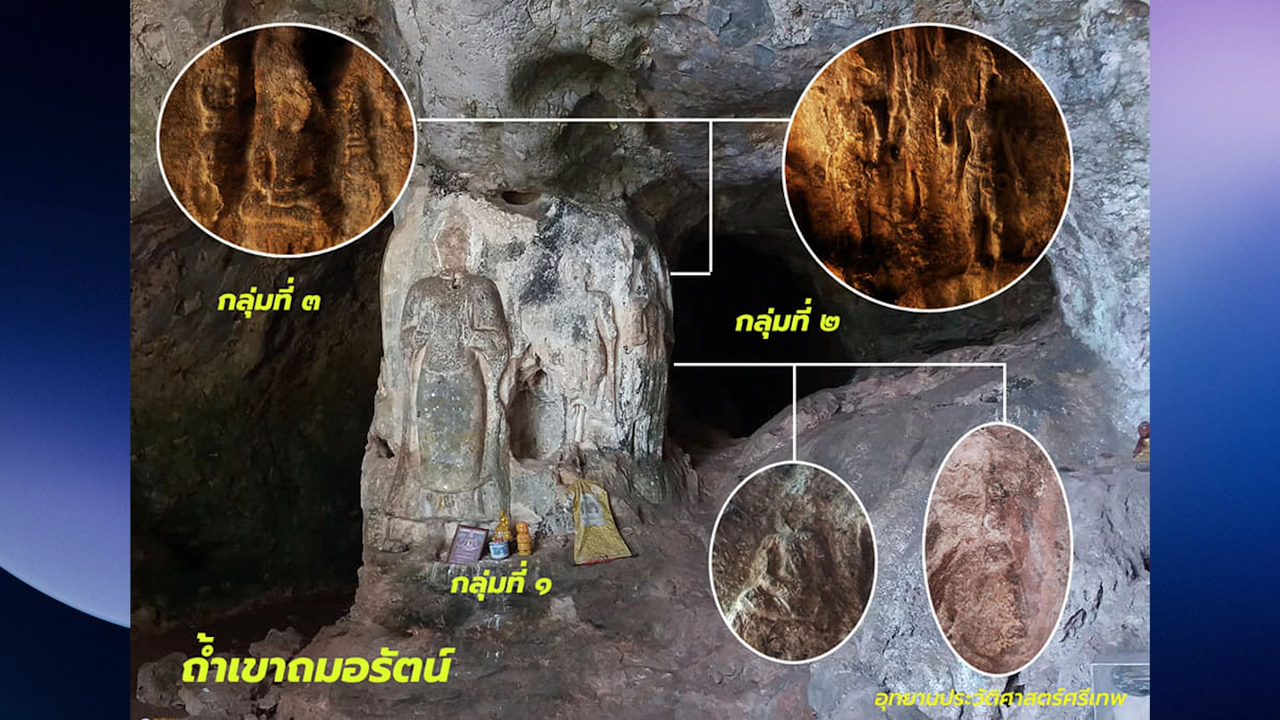 กลุ่มที่ ๓
กลุ่มที่ ๒
กลุ่มที่ ๑
ถ้ำเขาถมอรัตน์
อุทยานประวัติศาสตร์ศรีเทพ